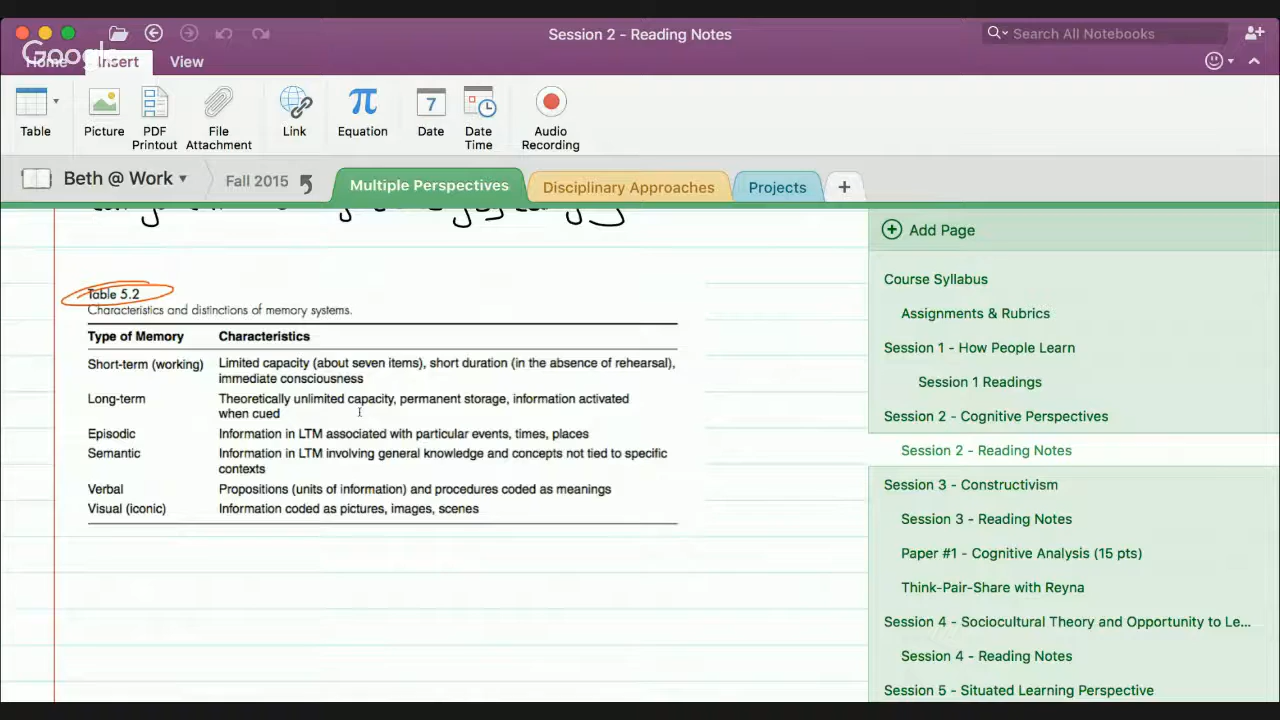 Session 2 - Reading Notes
Search All Notebooks
Google
Home Insert View
Table
Picture
PDF
Printout
File
Attachment
Link
π
Equation
7
Date
Date
Time
Audio
Recording
Beth @ Work
Fall 2015
Multiple Perspectives
Disciplinary Approaches
Projects
+
Table 5.2
Characteristics and distinctions of memory systems.
Type of Memory Characteristics
Short-term (working) Limited capacity (about seven items), short duration (in the absence of rehearsal),
immediate consciousness
Long-term Theoretically unlimited capacity, permanent storage, information activated
when cued
Episodic Information in LTM associated with particular events, times, places
Semantic Information in LTM involving general knowledge and concepts not tied to specific
contexts
Verbal Propositions (units of information) and procedures coded as meanings
Visual (iconic) Information coded as pictures, images, scenes
Add Page
Course Syllabus
Assignments & Rubrics
Session 1 - How People Learn
Session 1 Readings
Session 2 - Cognitive Perspectives
Session 2 - Reading Notes
Session 3 - Constructivism
Session 3 - Reading Notes
Paper #1 - Cognitive Analysis (15 pts)
Think-Pair-Share with Reyna
Session 4 - Sociocultural Theory and Opportunity to Le...
Session 4 - Reading Notes
Session 5 - Situated Learning Perspective